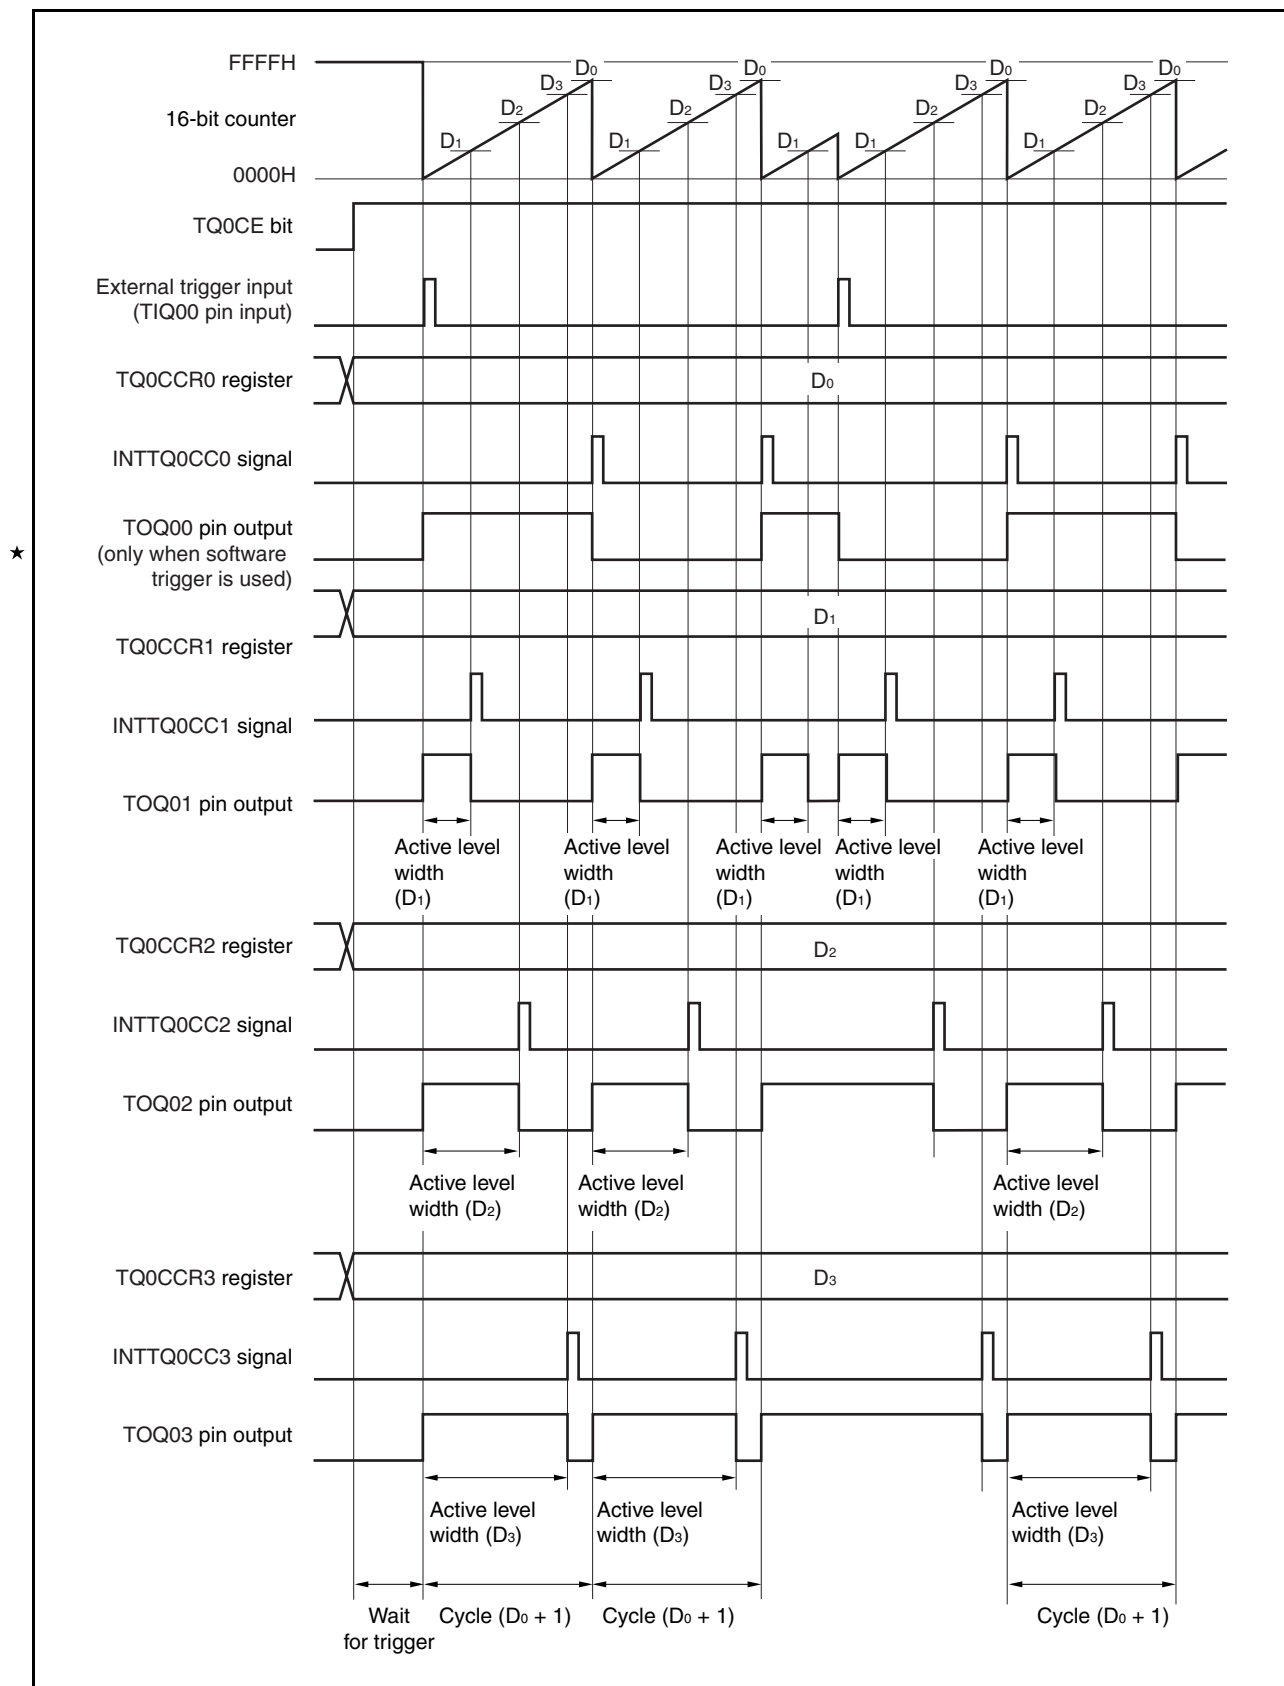 FFFFH
D₃ D₀ D₃ D₀ D₃ D₀ D₃ D₀
16-bit counter
D₂ D₂ D₂ D₂
D₁ D₁ D₁ D₁ D₁
0000H
TQ0CE bit
External trigger input
(TIQ00 pin input)
TQ0CCR0 register
D₀
INTTQ0CC0 signal
TOQ00 pin output
★ (only when software
trigger is used)
D₁
TQ0CCR1 register
INTTQ0CC1 signal
TOQ01 pin output
Active level Active level Active level Active level Active level
width width width width width
(D₁) (D₁) (D₁) (D₁) (D₁)
TQ0CCR2 register
D₂
INTTQ0CC2 signal
TOQ02 pin output
Active level Active level Active level
width (D₂) width (D₂) width (D₂)
TQ0CCR3 register
D₃
INTTQ0CC3 signal
TOQ03 pin output
Active level Active level Active level
width (D₃) width (D₃) width (D₃)
Wait Cycle (D₀ + 1) Cycle (D₀ + 1) Cycle (D₀ + 1)
for trigger